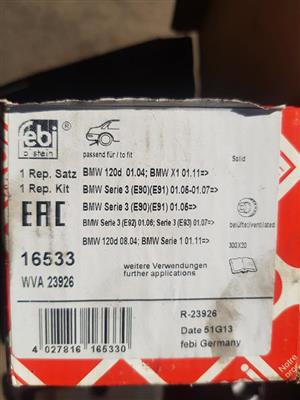 febi
bilstein
®
passend für / to fit
Solid
1 Rep. Satz
1 Rep. Kit
BMW 120d 01.04; BMW X1 01.11=>
BMW Serie 3 (E90)(E91) 01.05-01.07=>
BMW Serie 3 (E90)(E91) 01.05=>
BMW Serie 3 (E92) 01.06; Serie 3 (E93) 01.07=>
BMW 120d 08.04; BMW Serie 1 01.11=>
EAC
belüftet/ventilated
300X20
16533
WVA 23926
weitere Verwendungen
further applications
R-23926
Date 51G13
febi Germany
4 027816 165330